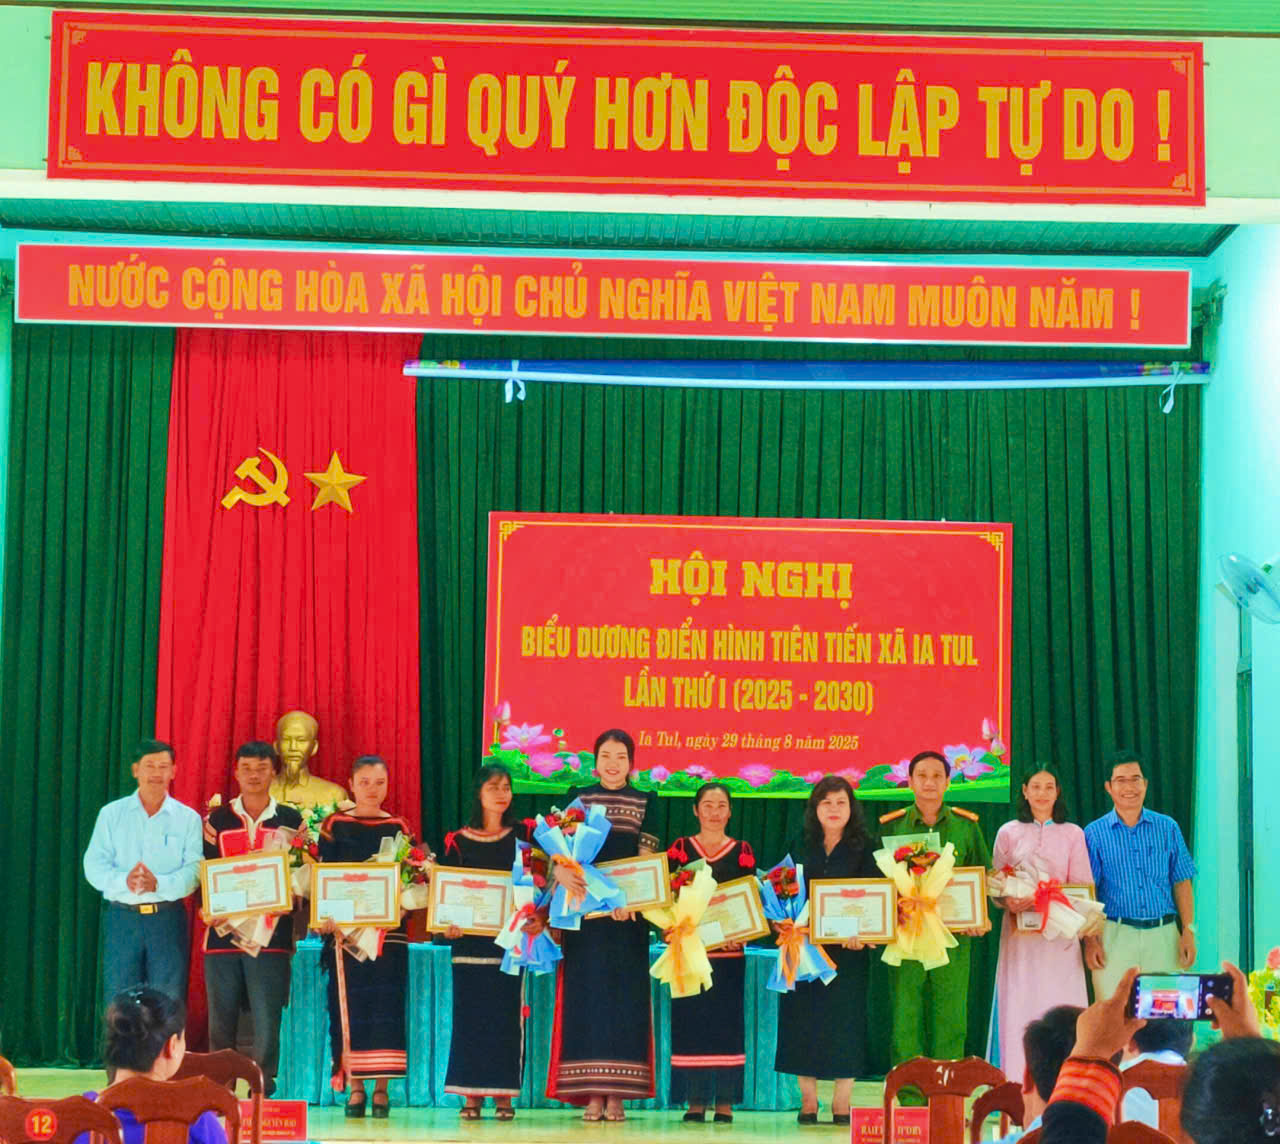 KHÔNG CÓ GÌ QUÝ HƠN ĐỘC LẬP TỰ DO !
NƯỚC CỘNG HÒA XÃ HỘI CHỦ NGHĨA VIỆT NAM MUÔN NĂM !
HỘI NGHỊ
BIỂU DƯƠNG ĐIỂN HÌNH TIÊN TIẾN XÃ IA TUL
LẦN THỨ I (2025 - 2030)
Ia Tul, ngày 29 tháng 8 năm 2025
12